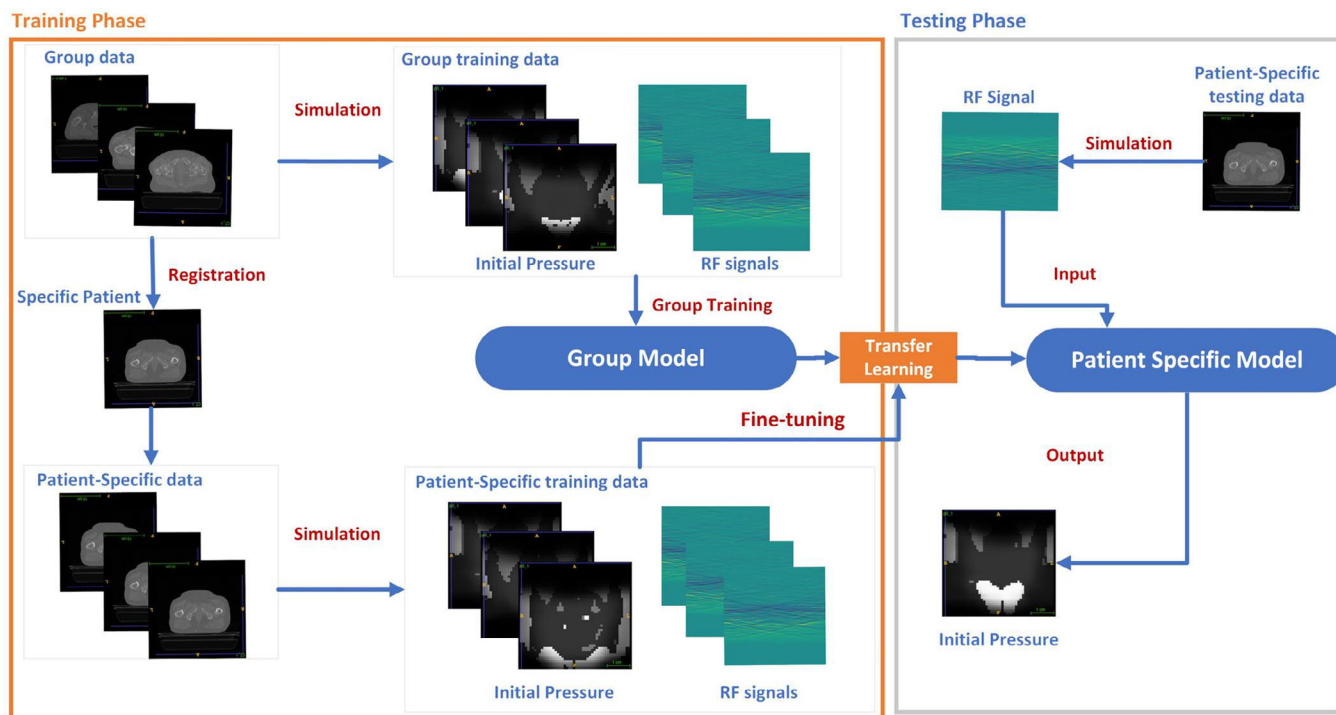 Training Phase
Testing Phase
Group data
Simulation
Group training data
Initial Pressure
RF signals
Registration
Specific Patient
Group Training
Group Model
Transfer
Learning
Fine-tuning
Patient-Specific data
Simulation
Patient-Specific training data
Initial Pressure
RF signals
RF Signal
Patient-Specific
testing data
Simulation
Input
Patient Specific Model
Output
Initial Pressure